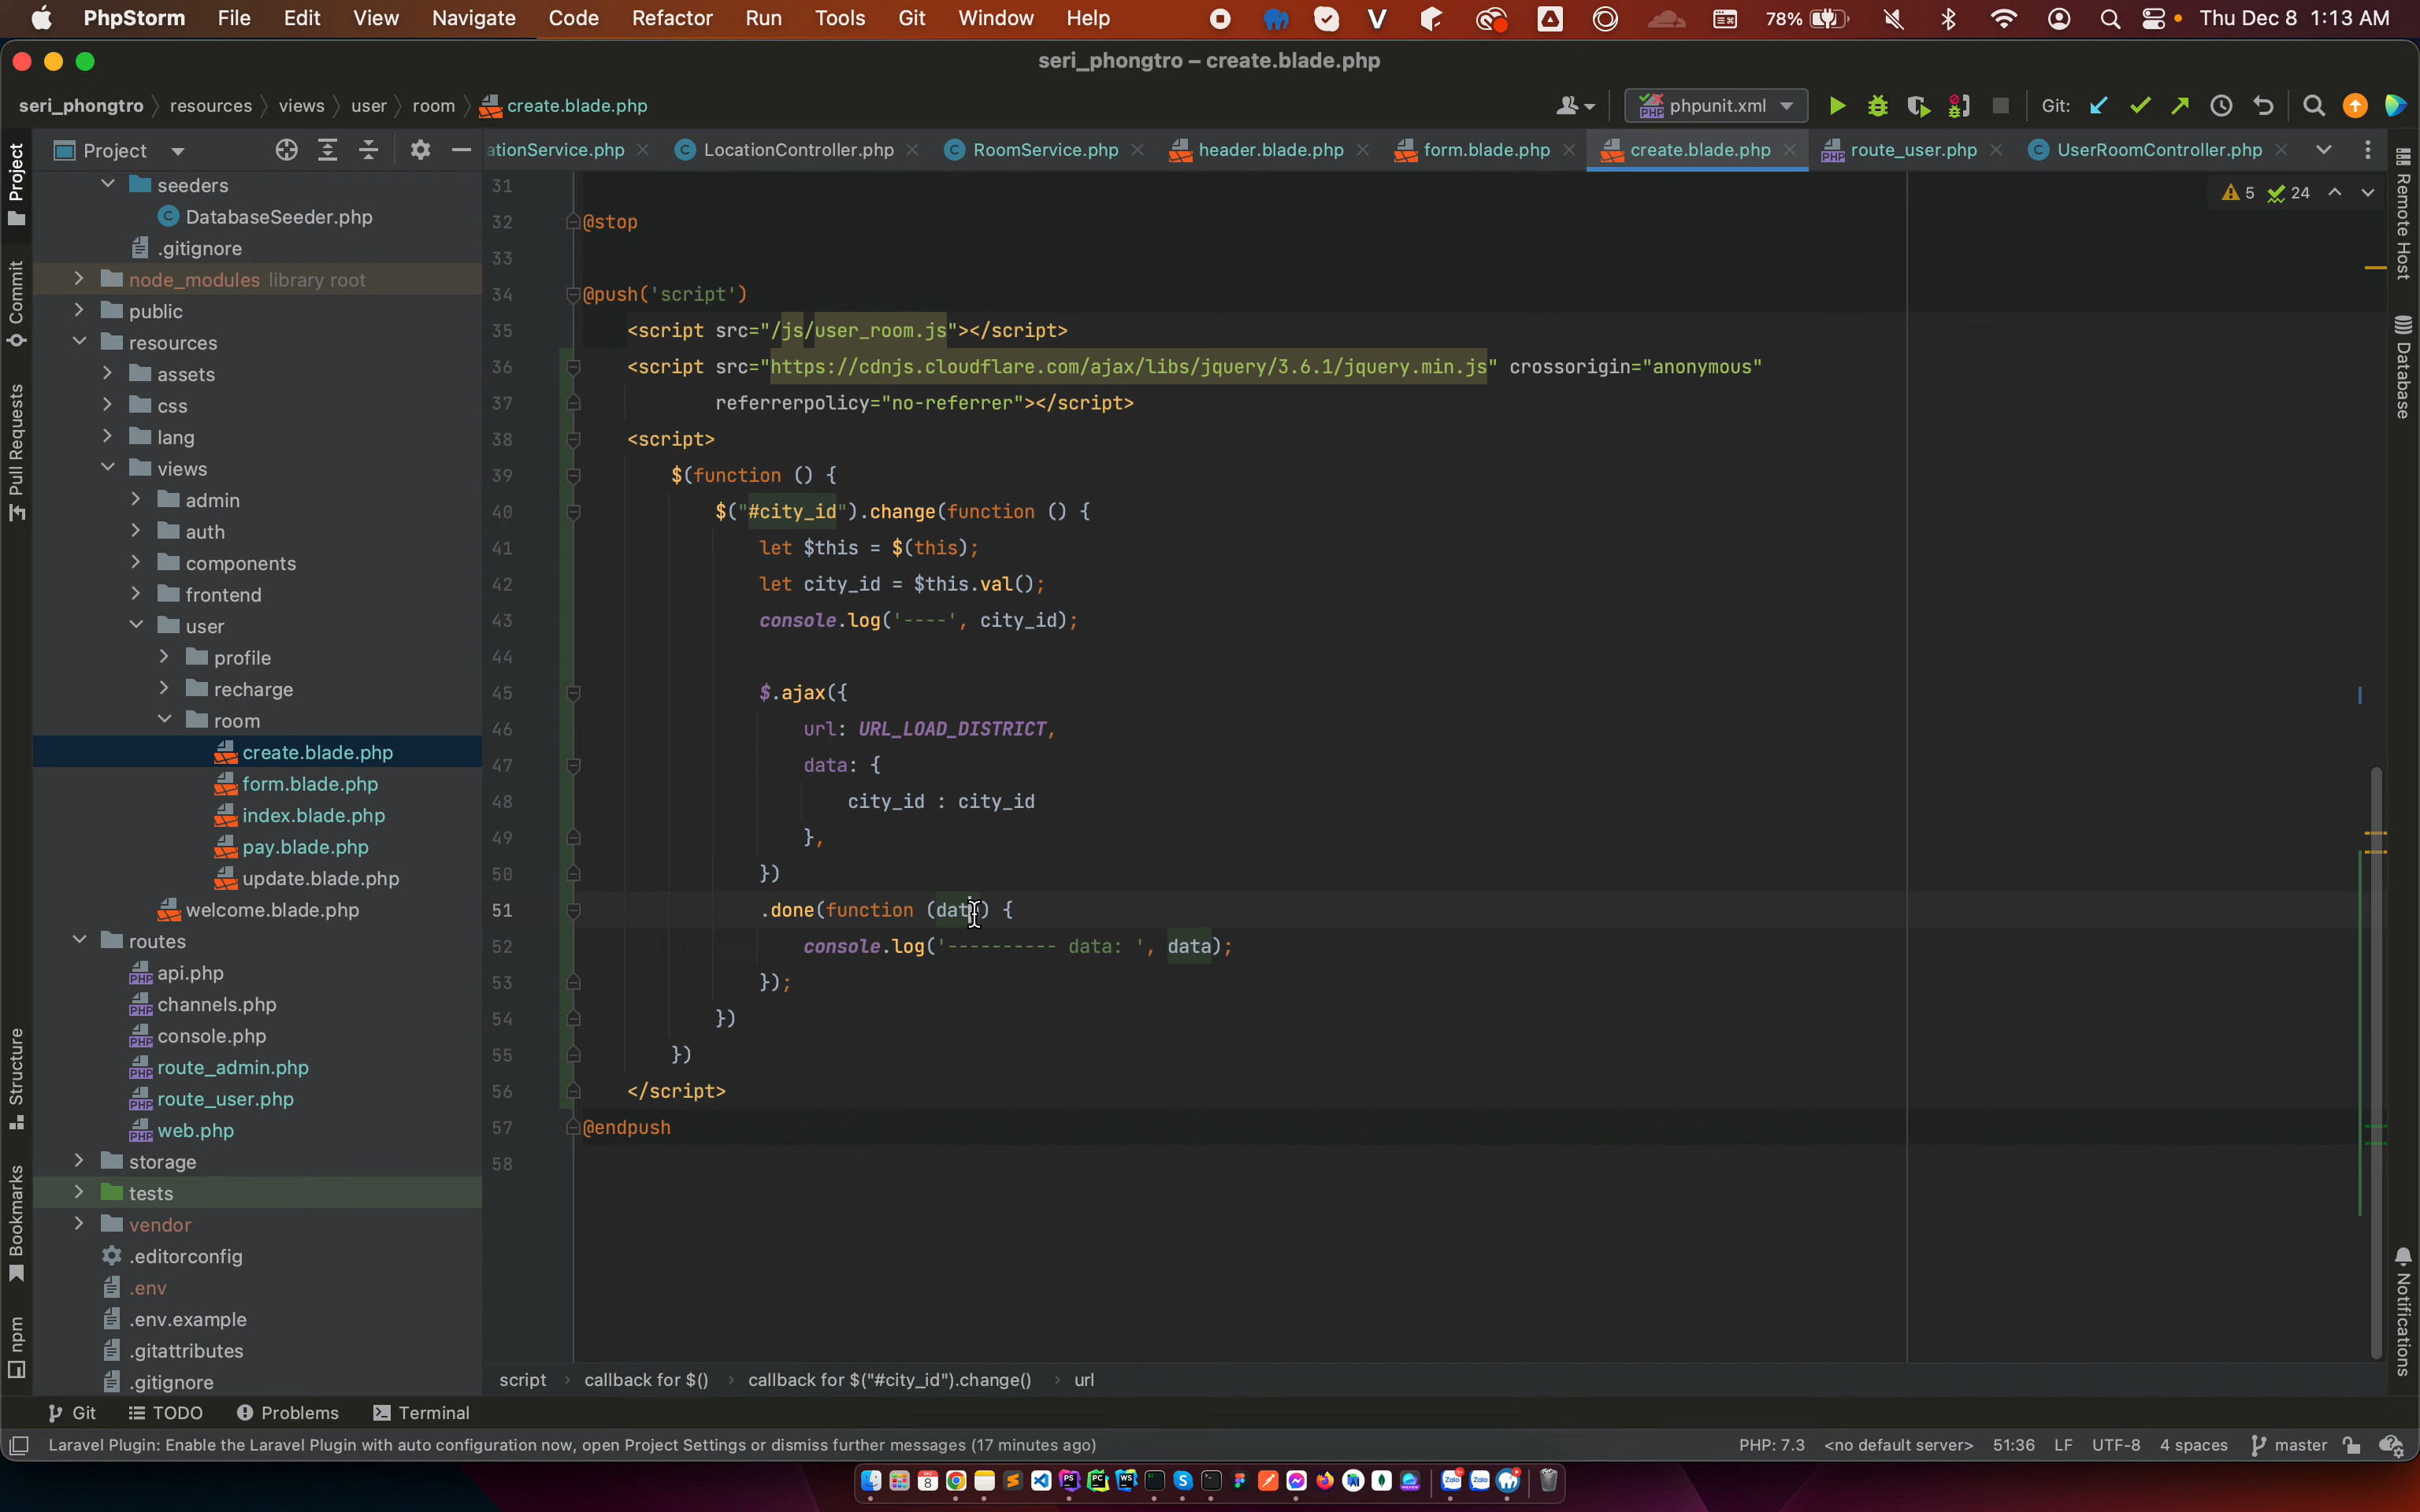 PhpStorm File Edit View Navigate Code Refactor Run Tools Git Window Help 78% Thu Dec 8 1:13 AM
seri_phongtro – create.blade.php
seri_phongtro resources views user room create.blade.php phpunit.xml Git:
Project ationService.php LocationController.php RoomService.php header.blade.php form.blade.php create.blade.php route_user.php UserRoomController.php
5 24
Project
Commit
Pull Requests
Structure
Bookmarks
npm
seeders
DatabaseSeeder.php
.gitignore
node_modules library root
public
resources
assets
css
lang
views
admin
auth
components
frontend
user
profile
recharge
room
create.blade.php
form.blade.php
index.blade.php
pay.blade.php
update.blade.php
welcome.blade.php
routes
api.php
channels.php
console.php
route_admin.php
route_user.php
web.php
storage
tests
vendor
.editorconfig
.env
.env.example
.gitattributes
.gitignore
31
32 @stop
33
34 @push('script')
35 <script src="/js/user_room.js"></script>
36 <script src="https://cdnjs.cloudflare.com/ajax/libs/jquery/3.6.1/jquery.min.js" crossorigin="anonymous"
37 referrerpolicy="no-referrer"></script>
38 <script>
39 $(function () {
40 $("#city_id").change(function () {
41 let $this = $(this);
42 let city_id = $this.val();
43 console.log('----', city_id);
44
45 $.ajax({
46 url: URL_LOAD_DISTRICT,
47 data: {
48 city_id : city_id
49 },
50 })
51 .done(function (data) {
52 console.log('---------- data: ', data);
53 });
54 })
55 })
56 </script>
57 @endpush
58
Remote Host
Database
Notifications
script callback for $() callback for $("#city_id").change() url
Git TODO Problems Terminal
Laravel Plugin: Enable the Laravel Plugin with auto configuration now, open Project Settings or dismiss further messages (17 minutes ago) PHP: 7.3 <no default server> 51:36 LF UTF-8 4 spaces master